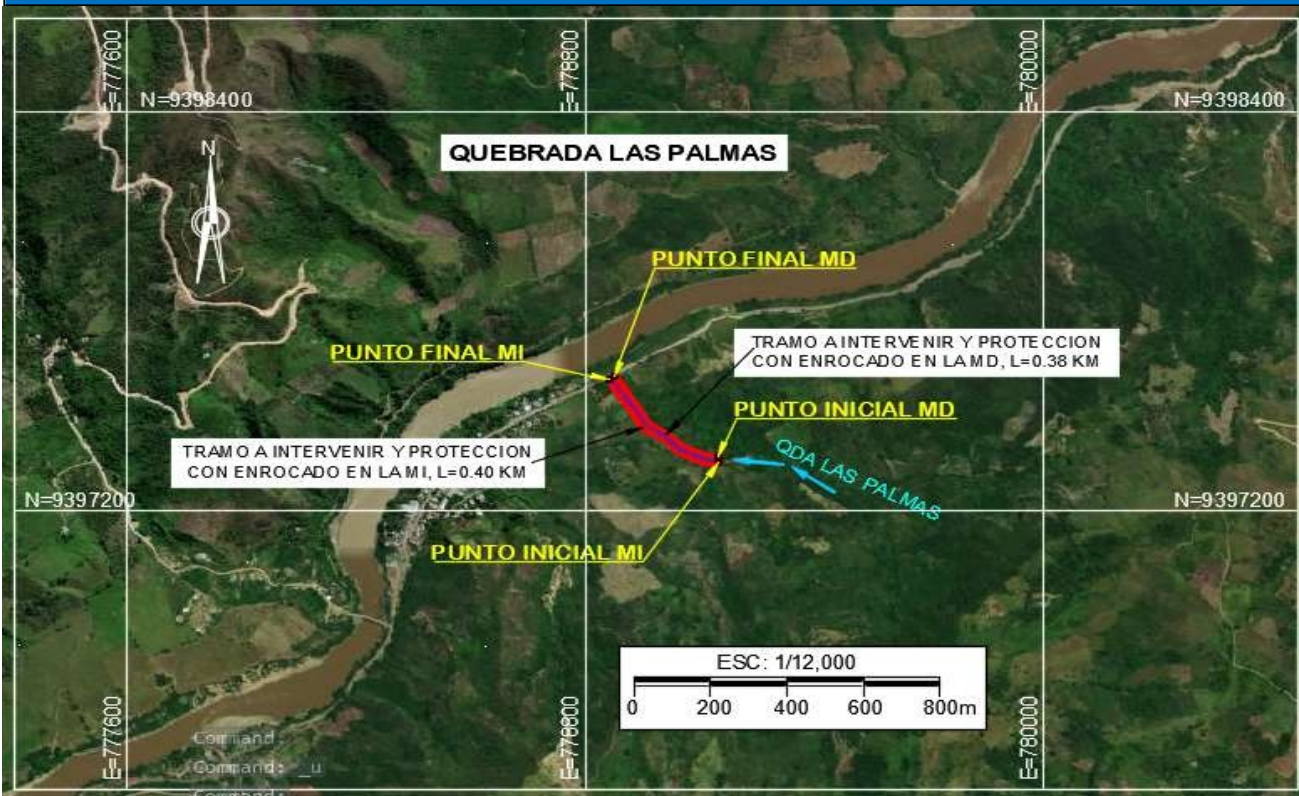 E=777600
E=778800
E=780000
N=9398400
N=9398400
QUEBRADA LAS PALMAS
N
PUNTO FINAL MD
PUNTO FINAL MI
TRAMO A INTERVENIR Y PROTECCION
CON ENROCADO EN LA MD, L=0.38 KM
PUNTO INICIAL MD
TRAMO A INTERVENIR Y PROTECCION
CON ENROCADO EN LA MI, L=0.40 KM
QDA LAS PALMAS
N=9397200
N=9397200
PUNTO INICIAL MI
ESC: 1/12,000
0 200 400 600 800m
E=777600
E=778800
E=780000
Command:
Command: _u
Command: